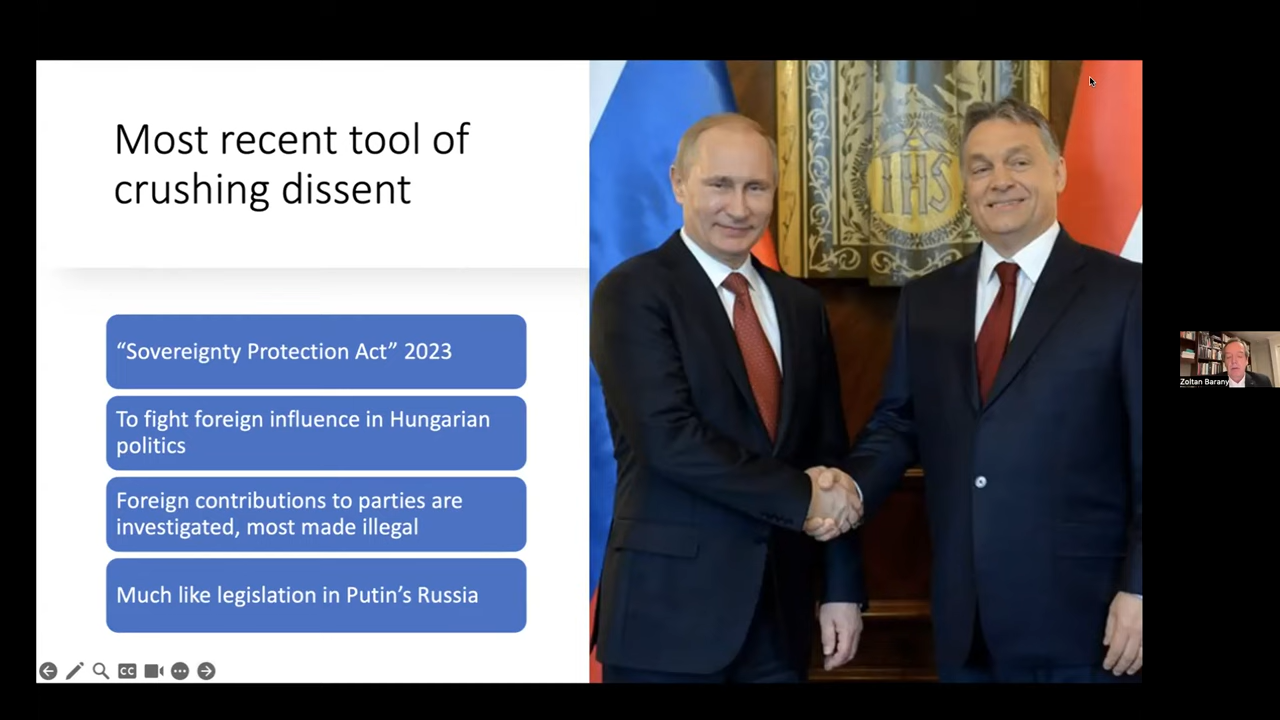 Most recent tool of
crushing dissent
“Sovereignty Protection Act” 2023
To fight foreign influence in Hungarian
politics
Foreign contributions to parties are
investigated, most made illegal
Much like legislation in Putin’s Russia
CC
IHS
Zoltan Barany